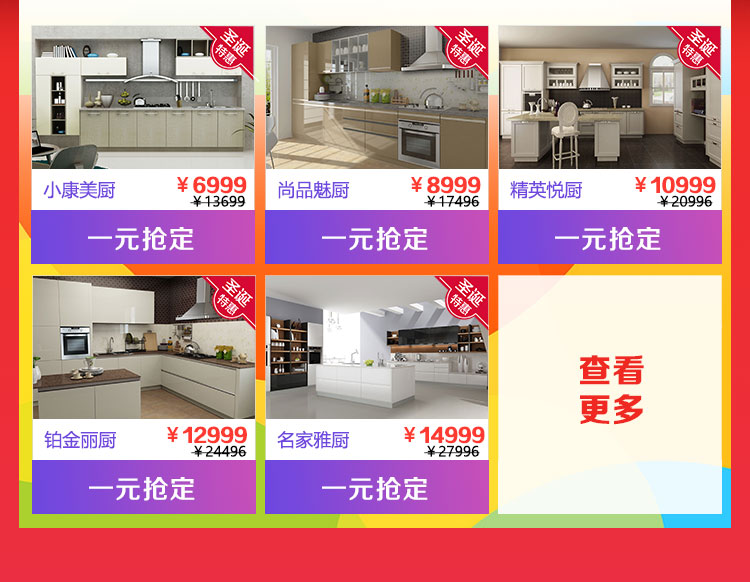 圣诞
特惠
小康美厨
￥6999
￥13699
一元抢定
圣诞
特惠
尚品魅厨
￥8999
￥17496
一元抢定
圣诞
特惠
精英悦厨
￥10999
￥20996
一元抢定
圣诞
特惠
铂金丽厨
￥12999
￥24496
一元抢定
圣诞
特惠
名家雅厨
￥14999
￥27996
一元抢定
查看
更多